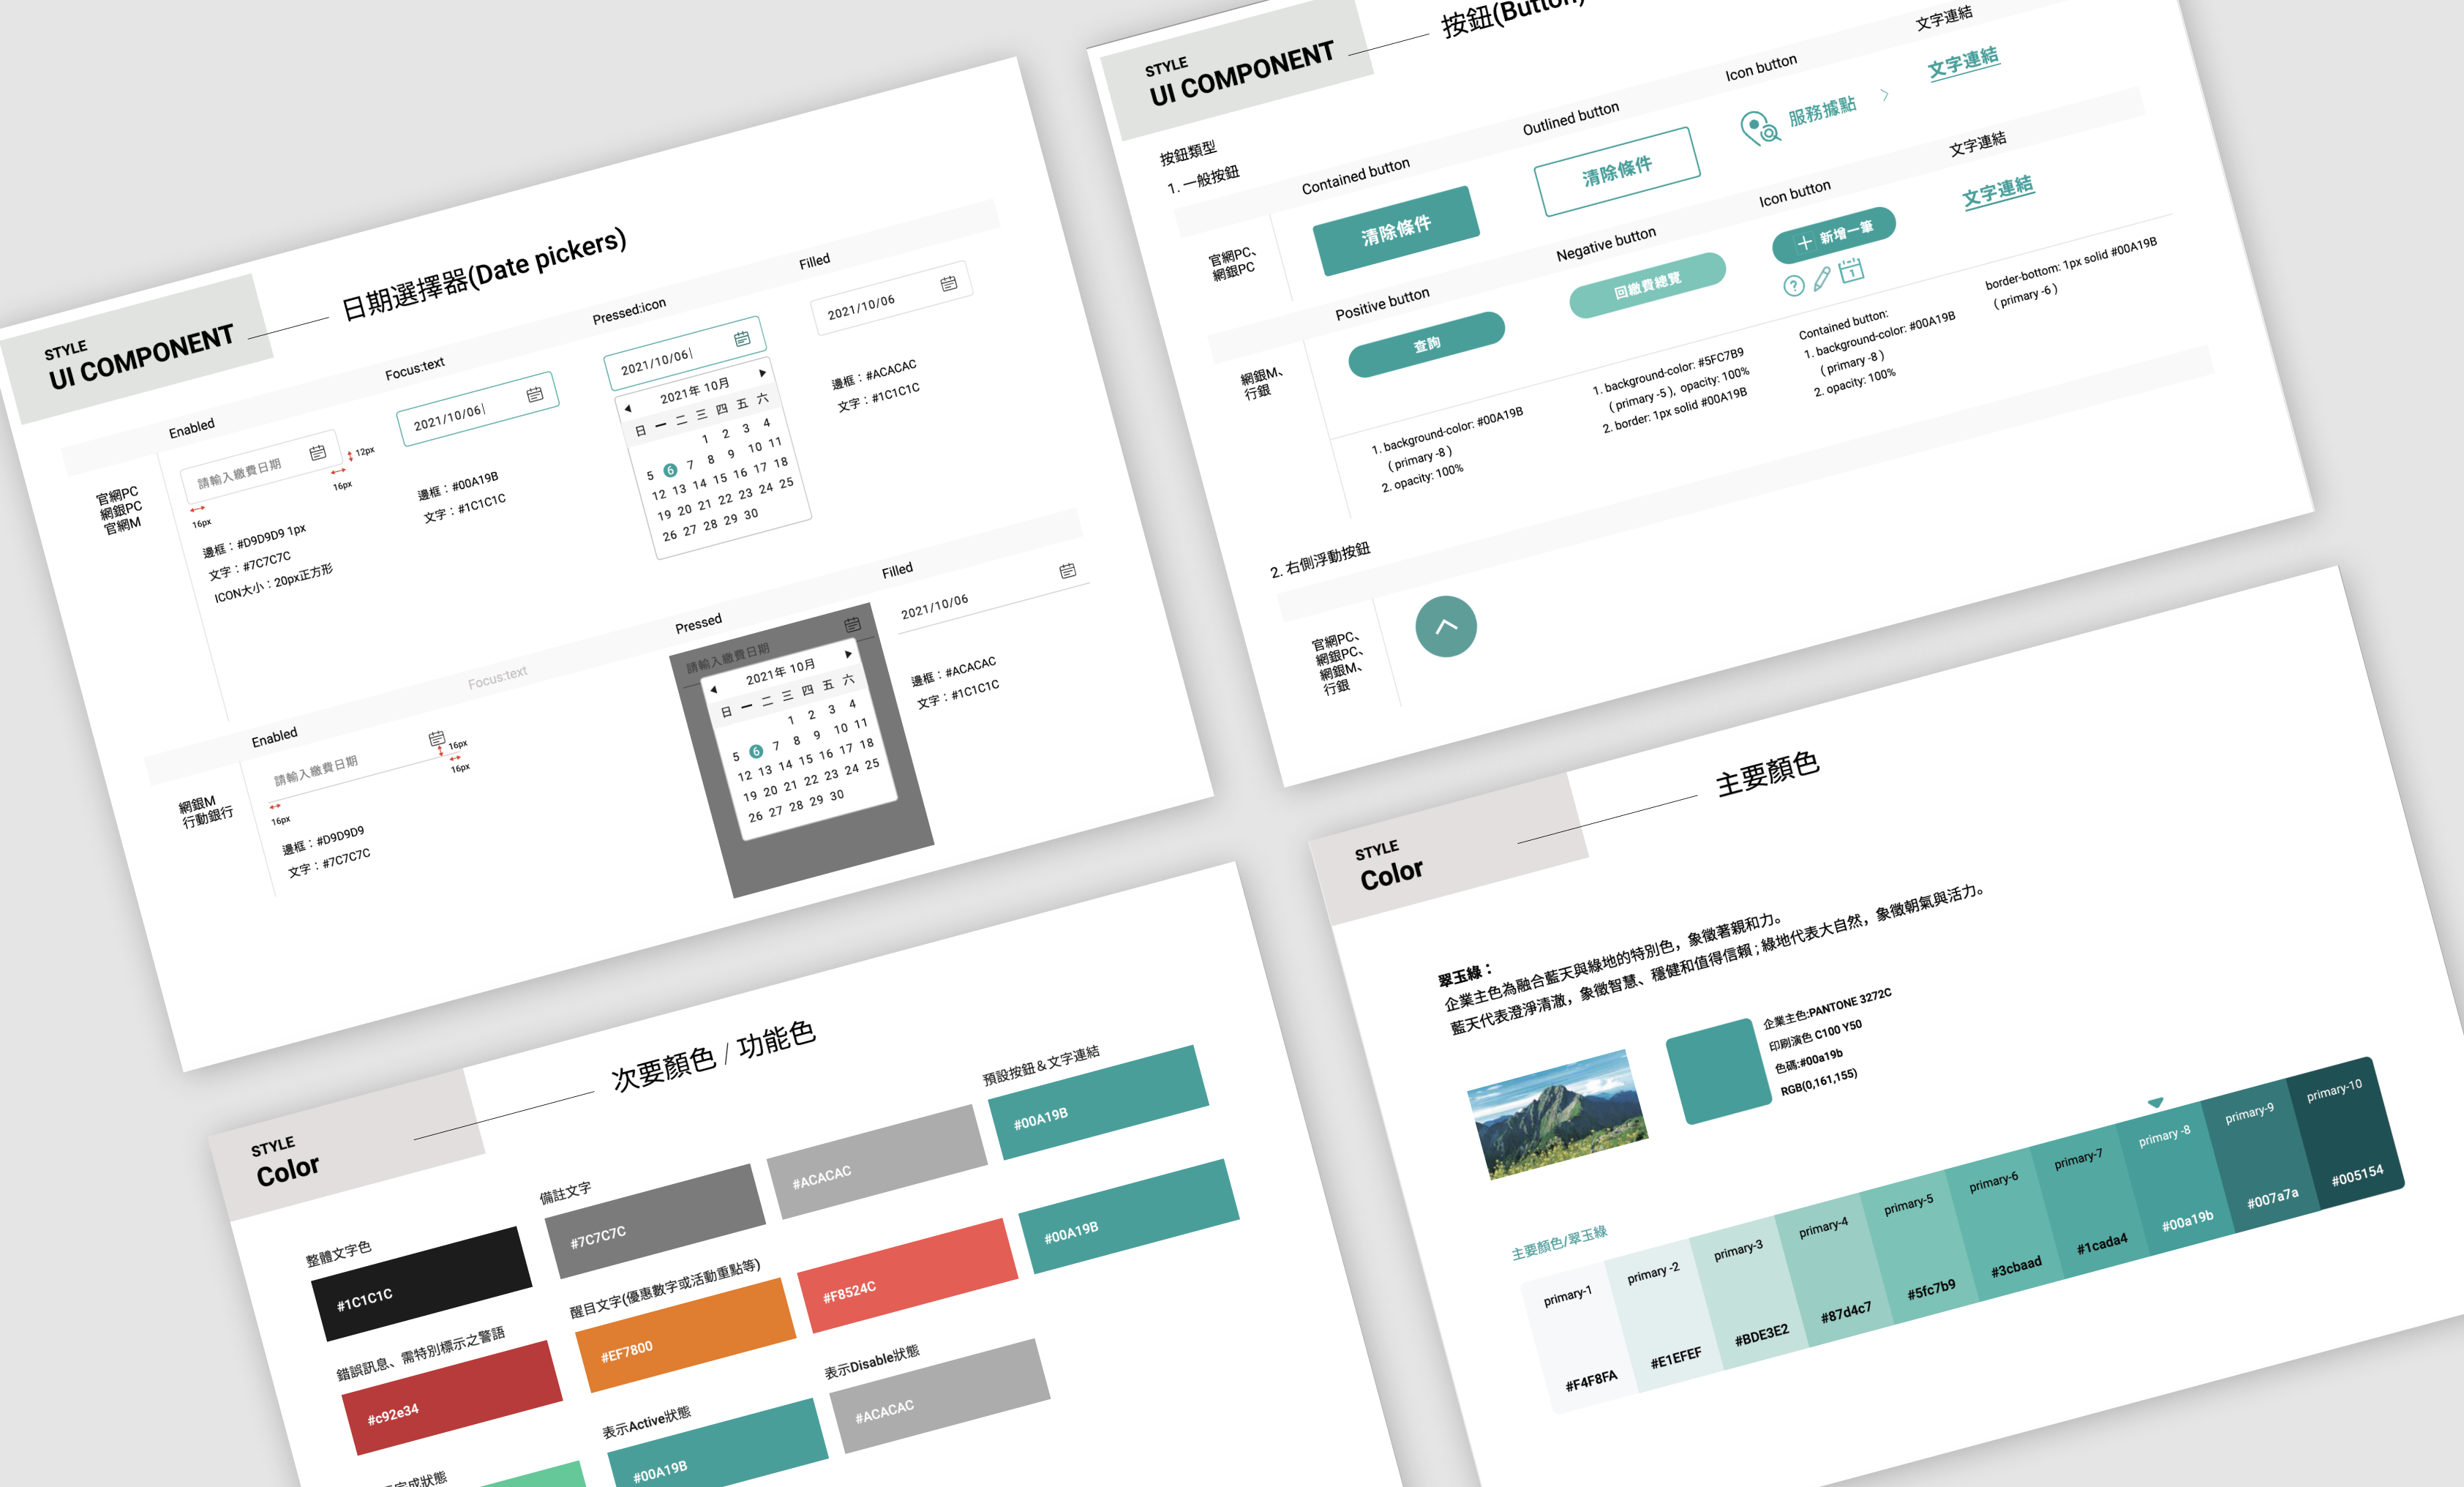 STYLE
UI COMPONENT
日期選擇器(Date pickers)
Enabled
Focus:text
Pressed:icon
Filled
官網PC
網銀PC
官網M
請輸入繳費日期
12px
16px
16px
邊框：#D9D9D9 1px
文字：#7C7C7C
ICON大小：20px正方形
2021/10/06
邊框：#00A19B
文字：#1C1C1C
2021/10/06
2021年 10月
日 一 二 三 四 五 六
1 2 3 4
5 6 7 8 9 10 11
12 13 14 15 16 17 18
19 20 21 22 23 24 25
26 27 28 29 30
2021/10/06
邊框：#ACACAC
文字：#1C1C1C
Enabled
Focus:text
Pressed
Filled
網銀M
行動銀行
請輸入繳費日期
16px
16px
16px
邊框：#D9D9D9
文字：#7C7C7C
請輸入繳費日期
2021年 10月
日 一 二 三 四 五 六
1 2 3 4
5 6 7 8 9 10 11
12 13 14 15 16 17 18
19 20 21 22 23 24 25
26 27 28 29 30
2021/10/06
邊框：#ACACAC
文字：#1C1C1C
STYLE
UI COMPONENT
按鈕(Button)
按鈕類型
1. 一般按鈕
Contained button
Outlined button
Icon button
文字連結
官網PC、
網銀PC
清除條件
清除條件
服務據點
文字連結
Positive button
Negative button
Icon button
文字連結
網銀M、
行銀
查詢
回繳費總覽
新增一筆
1
文字連結
1. background-color: #00A19B
( primary -8 )
2. opacity: 100%
1. background-color: #5FC7B9
( primary -5 ), opacity: 100%
2. border: 1px solid #00A19B
Contained button:
1. background-color: #00A19B
( primary -8 )
2. opacity: 100%
border-bottom: 1px solid #00A19B
( primary -6 )
2. 右側浮動按鈕
官網PC、
網銀PC、
網銀M、
行銀
STYLE
Color
次要顏色 / 功能色
整體文字色
#1C1C1C
備註文字
#7C7C7C
#ACACAC
預設按鈕＆文字連結
#00A19B
錯誤訊息、需特別標示之警語
#c92e34
醒目文字(優惠數字或活動重點等)
#EF7800
#F8524C
#00A19B
完成狀態
表示Active狀態
#00A19B
表示Disable狀態
#ACACAC
STYLE
Color
主要顏色
翠玉綠：
企業主色為融合藍天與綠地的特別色，象徵著親和力。
藍天代表澄淨清澈，象徵智慧、穩健和值得信賴 ; 綠地代表大自然，象徵朝氣與活力。
企業主色:PANTONE 3272C
印刷演色 C100 Y50
色碼:#00a19b
RGB(0,161,155)
主要顏色/翠玉綠
primary-1
#F4F8FA
primary -2
#E1EFEF
primary-3
#BDE3E2
primary-4
#87d4c7
primary-5
#5fc7b9
primary-6
#3cbaad
primary-7
#1cada4
primary -8
#00a19b
primary-9
#007a7a
primary-10
#005154